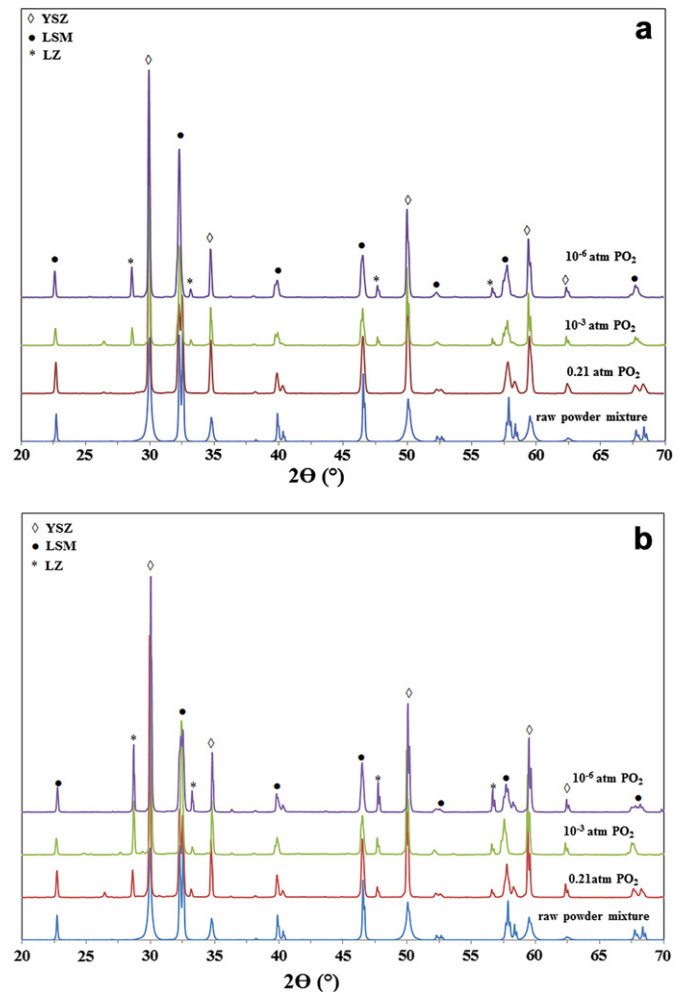 ◊ YSZ
● LSM
* LZ
a
10-6 atm PO2
10-3 atm PO2
0.21 atm PO2
raw powder mixture
20 25 30 35 40 45 50 55 60 65 70
2Θ (°)
◊ YSZ
● LSM
* LZ
b
10-6 atm PO2
10-3 atm PO2
0.21atm PO2
raw powder mixture
20 25 30 35 40 45 50 55 60 65 70
2Θ (°)